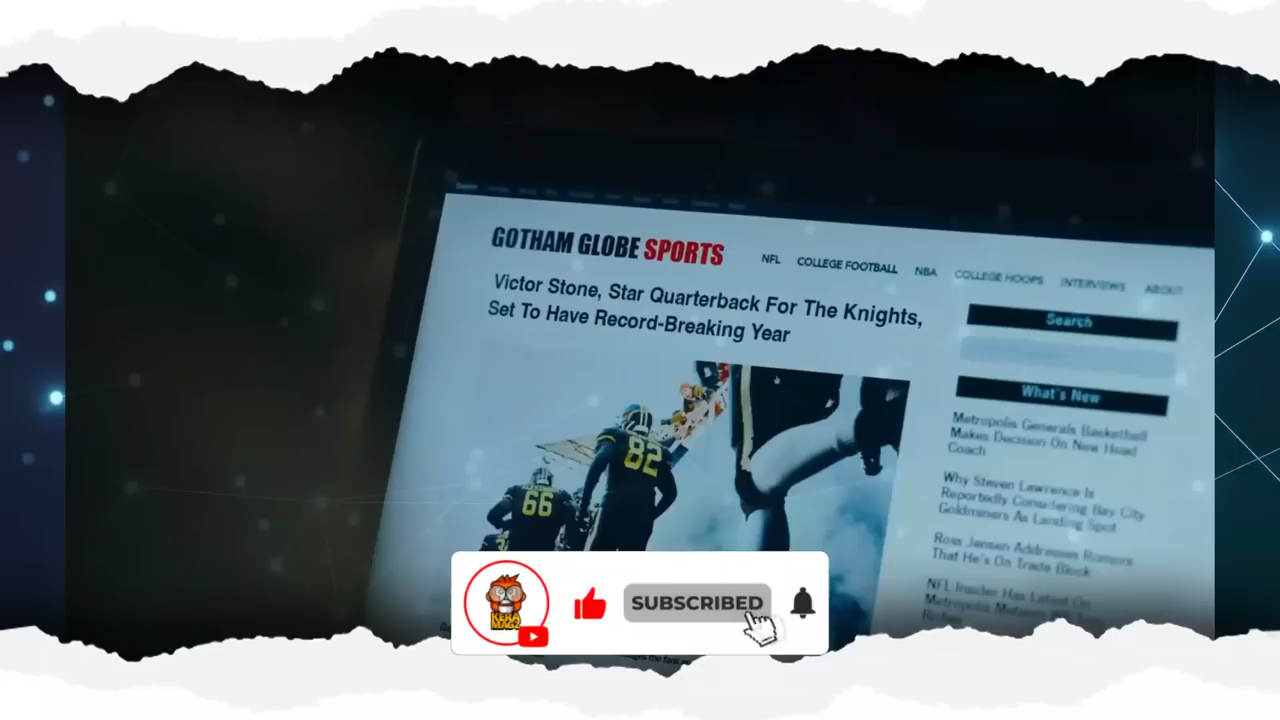 GOTHAM GLOBE SPORTS
NFL COLLEGE FOOTBALL NBA COLLEGE HOOPS INTERVIEWS ABOUT
Victor Stone, Star Quarterback For The Knights,
Set To Have Record-Breaking Year
82
66
Search
What's New
Metropolis Generals Basketball
Makes Decision On New Head
Coach
Why Steven Lawrence Is
Reportedly Considering Bay City
Goldminers As Landing Spot
Ross Jensen Addresses Rumors
That He's On Trade Block
NFL Insider Has Latest On
Metropolis
KERA
MAGZ
SUBSCRIBED